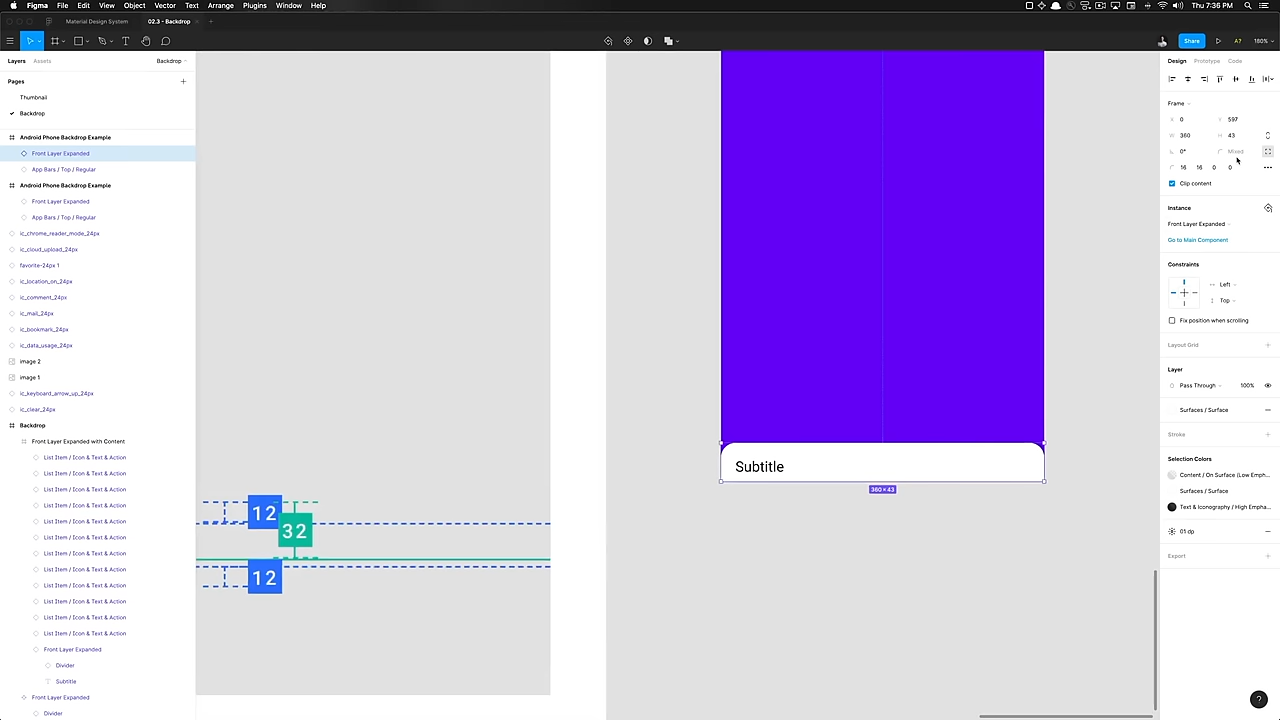 Figma File Edit View Object Vector Text Arrange Plugins Window Help
Thu 7:36 PM
Material Design System
02.3 - Backdrop
Share
A?
180%
Layers Assets Backdrop
Pages
Thumbnail
Backdrop
Android Phone Backdrop Example
Front Layer Expanded
App Bars / Top / Regular
Android Phone Backdrop Example
Front Layer Expanded
App Bars / Top / Regular
ic_chrome_reader_mode_24px
ic_cloud_upload_24px
favorite-24px 1
ic_location_on_24px
ic_comment_24px
ic_mail_24px
ic_bookmark_24px
ic_data_usage_24px
image 2
image 1
ic_keyboard_arrow_up_24px
ic_clear_24px
Backdrop
Front Layer Expanded with Content
List Item / Icon & Text & Action
List Item / Icon & Text & Action
List Item / Icon & Text & Action
List Item / Icon & Text & Action
List Item / Icon & Text & Action
List Item / Icon & Text & Action
List Item / Icon & Text & Action
List Item / Icon & Text & Action
List Item / Icon & Text & Action
List Item / Icon & Text & Action
List Item / Icon & Text & Action
List Item / Icon & Text & Action
Front Layer Expanded
Divider
Subtitle
Front Layer Expanded
Divider
12
32
12
Subtitle
360 × 43
Design Prototype Code
Frame
X 0 Y 597
W 360 H 43
0° Mixed
16 16 0 0
Clip content
Instance
Front Layer Expanded
Go to Main Component
Constraints
Left
Top
Fix position when scrolling
Layout Grid
Layer
Pass Through 100%
Surfaces / Surface
Stroke
Selection Colors
Content / On Surface (Low Emph...
Surfaces / Surface
Text & Iconography / High Empha...
01 dp
Export
?